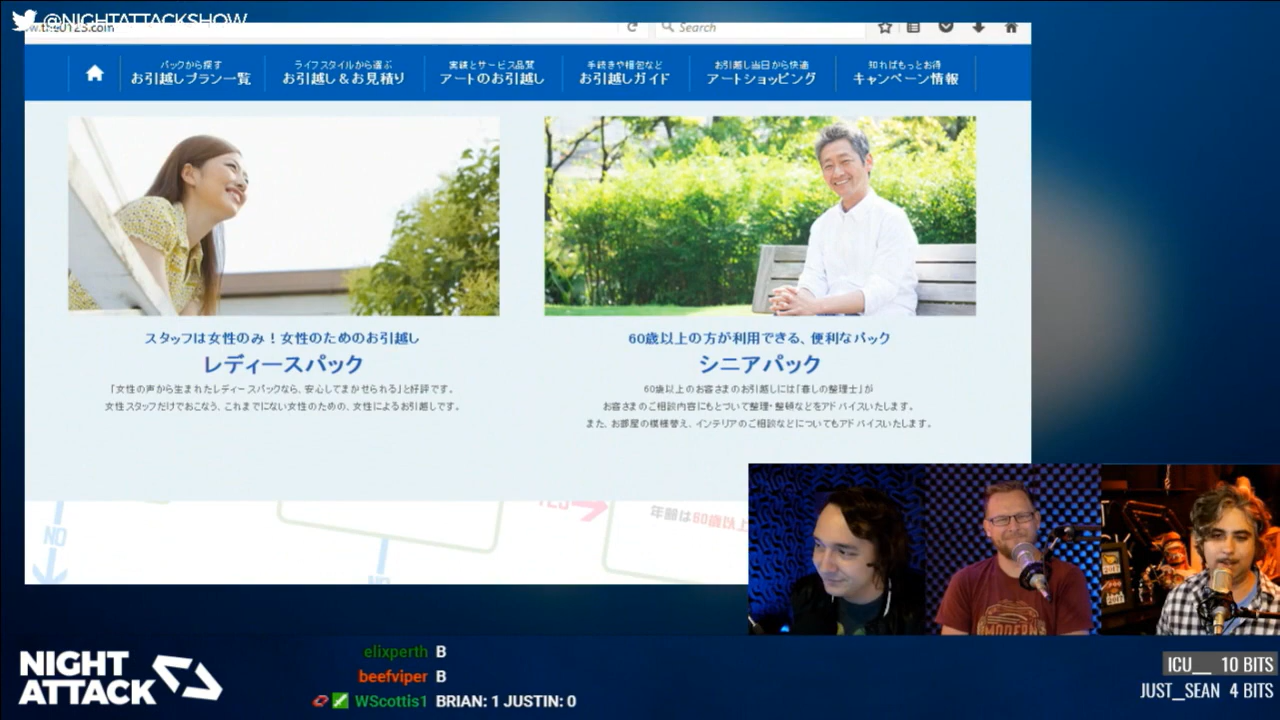 @NIGHTATTACKSHOW
Search
パックから探す
お引越しプラン一覧
ライフスタイルから選ぶ
お引越し&お見積り
実績とサービス品質
アートのお引越し
手続きや梱包など
お引越しガイド
お引越し当日から快適
アートショッピング
知ればもっとお得
キャンペーン情報
スタッフは女性のみ!女性のためのお引越し
レディースパック
「女性の声から生まれたレディースパックなら、安心してまかせられる」と好評です。
女性スタッフだけでおこなう、これまでにない女性のための、女性によるお引越しです。
60歳以上の方が利用できる、便利なパック
シニアパック
60歳以上のお客さまのお引越しには「暮しの整理士」が
お客さまのご相談内容にもとづいて整理・整頓などをアドバイスいたします。
また、お部屋の模様替え、インテリアのご相談などについてもアドバイスいたします。
NO
YES
年齢は60歳以上
NIGHT
ATTACK
elixperth B
beefviper B
WScottis1 BRIAN: 1 JUSTIN: 0
ICU__ 10 BITS
JUST_SEAN 4 BITS